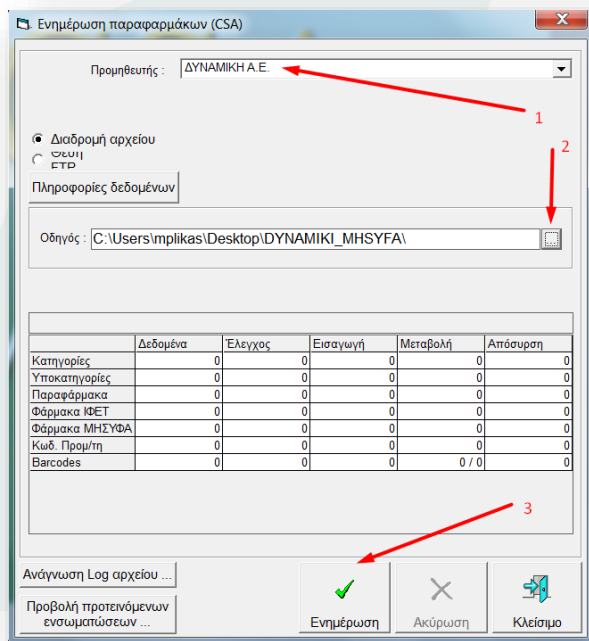 Ενημέρωση παραφαρμάκων (CSA)
Προμηθευτής : ΔΥΝΑΜΙΚΗ Α.Ε.
1
Διαδρομή αρχείου
2
Θέση
FTP
Πληροφορίες δεδομένων
Οδηγός : C:\Users\mplikas\Desktop\DYNAMIKI_MHSYFA\ ...
Δεδομένα Έλεγχος Εισαγωγή Μεταβολή Απόσυρση
Κατηγορίες 0 0 0 0 0
Υποκατηγορίες 0 0 0 0 0
Παραφάρμακα 0 0 0 0 0
Φάρμακα ΙΦΕΤ 0 0 0 0 0
Φάρμακα ΜΗΣΥΦΑ 0 0 0 0 0
Κωδ. Προμ/τη 0 0 0 0 0
Barcodes 0 0 0 0 / 0 0
3
Ανάγνωση Log αρχείου ...
Προβολή προτεινόμενων
ενσωματώσεων ...
Ενημέρωση Ακύρωση Κλείσιμο